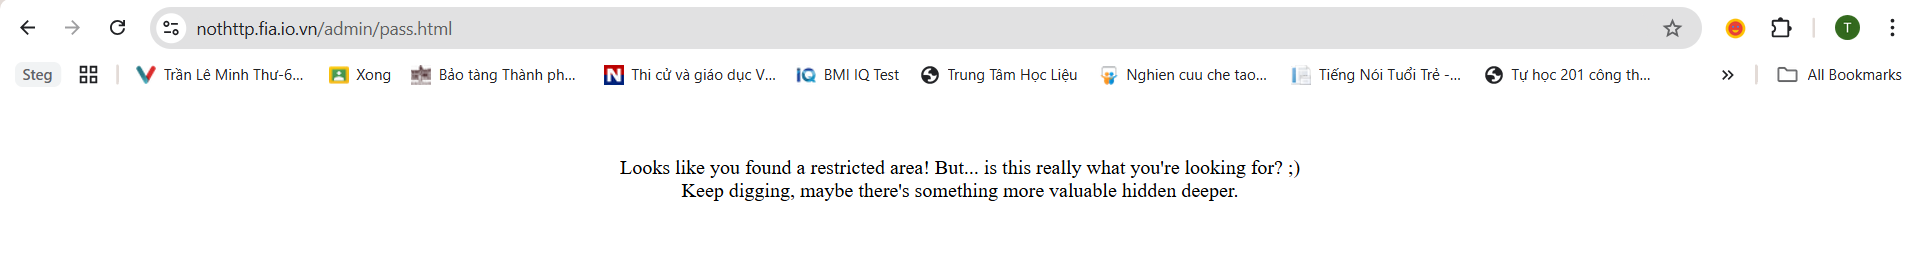 nothttp.fia.io.vn/admin/pass.html
T
Steg
Trần Lê Minh Thư-6...
Xong
Bảo tàng Thành ph...
N
Thi cử và giáo dục V...
IQ
BMI IQ Test
Trung Tâm Học Liệu
Nghien cuu che tao...
Tiếng Nói Tuổi Trẻ -...
Tự học 201 công th...
»
All Bookmarks
Looks like you found a restricted area! But... is this really what you're looking for? ;)
Keep digging, maybe there's something more valuable hidden deeper.